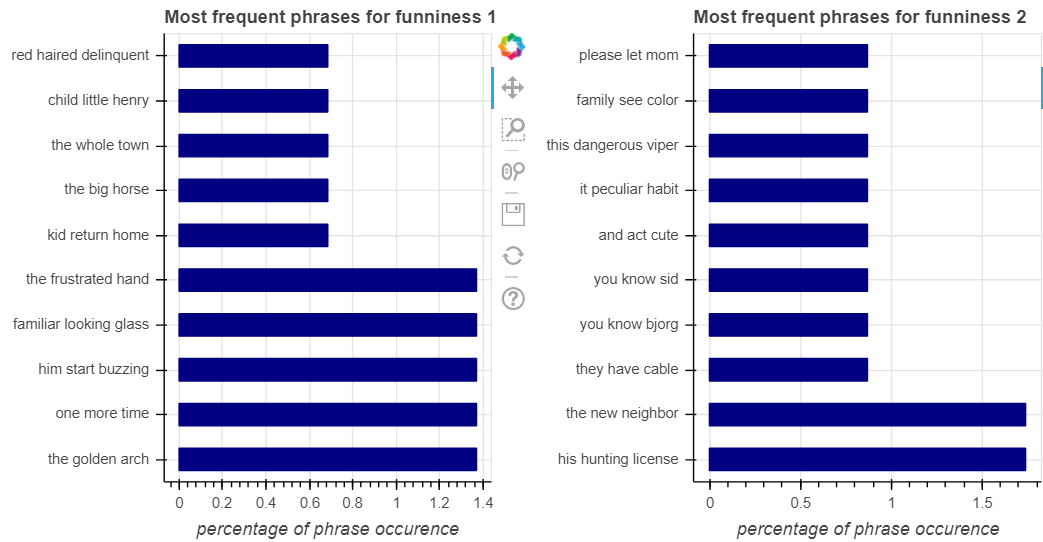 Most frequent phrases for funniness 1
red haired delinquent
child little henry
the whole town
the big horse
kid return home
the frustrated hand
familiar looking glass
him start buzzing
one more time
the golden arch
0 0.2 0.4 0.6 0.8 1 1.2 1.4
percentage of phrase occurence
Most frequent phrases for funniness 2
please let mom
family see color
this dangerous viper
it peculiar habit
and act cute
you know sid
you know bjorg
they have cable
the new neighbor
his hunting license
0 0.5 1 1.5
percentage of phrase occurence